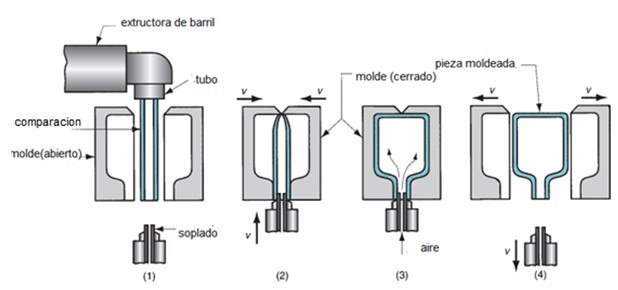 extructora de barril
.tubo
comparacion
molde(abierto)
soplado
(1)
v
v
v
(2)
molde (cerrado)
aire
(3)
pieza moldeada.
v
v
v
(4)